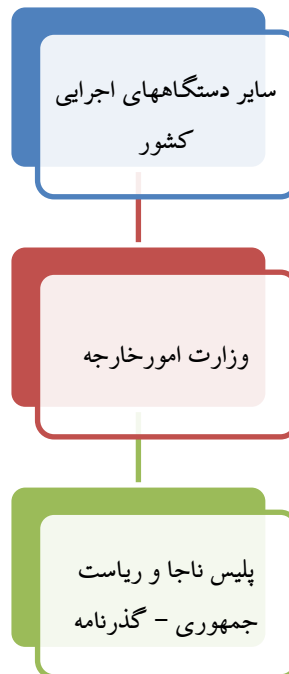 سایر دستگاههای اجرایی
کشور
وزارت امورخارجه
پلیس ناجا و ریاست
جمهوری – گذرنامه